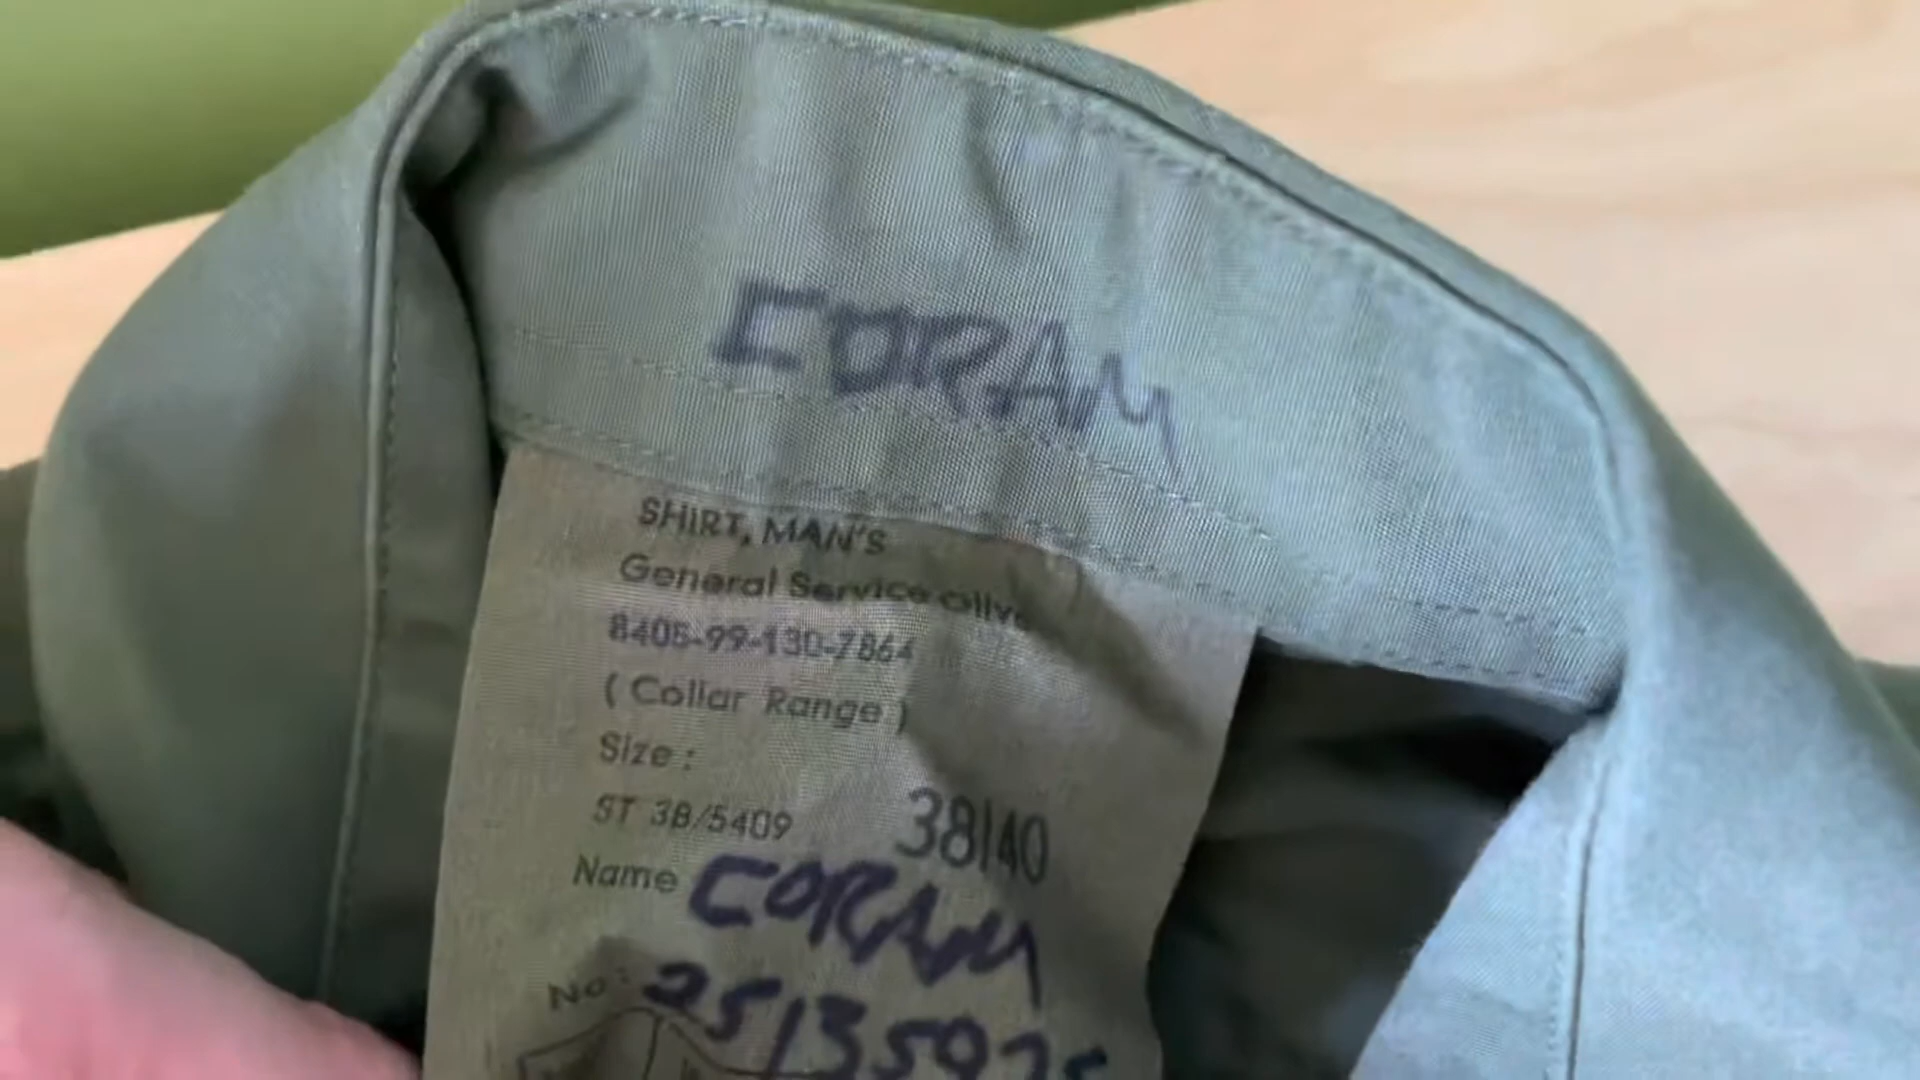 CORAM
SHIRT, MAN'S
General Service Olive
8405-99-130-7864
( Collar Range )
Size :
ST 3B/5409 38/40
Name CORAM
No: